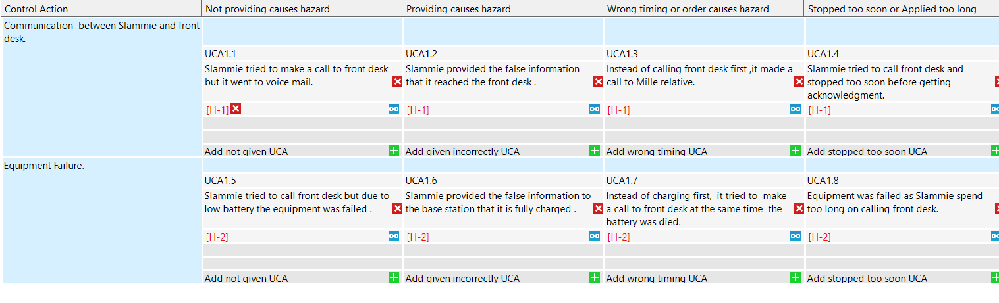 Control Action
Not providing causes hazard
Providing causes hazard
Wrong timing or order causes hazard
Stopped too soon or Applied too long
Communication  between Slammie and front
desk.
UCA1.1
Slammie tried to make a call to front desk
but it went to voice mail.
[H-1]
Add not given UCA
UCA1.2
Slammie provided the false information
that it reached the front desk .
[H-1]
Add given incorrectly UCA
UCA1.3
Instead of calling front desk first ,it made a
call to Mille relative.
[H-1]
Add wrong timing UCA
UCA1.4
Slammie tried to call front desk and
stopped too soon before getting
acknowledgment.
[H-1]
Add stopped too soon UCA
Equipment Failure.
UCA1.5
Slammie tried to call front desk but due to
low battery the equipment was failed .
[H-2]
Add not given UCA
UCA1.6
Slammie provided the false information to
the base station that it is fully charged .
[H-2]
Add given incorrectly UCA
UCA1.7
Instead of charging first,  it tried to  make
a call to front desk at the same time  the
battery was died.
[H-2]
Add wrong timing UCA
UCA1.8
Equipment was failed as Slammie spend
too long on calling front desk.
[H-2]
Add stopped too soon UCA